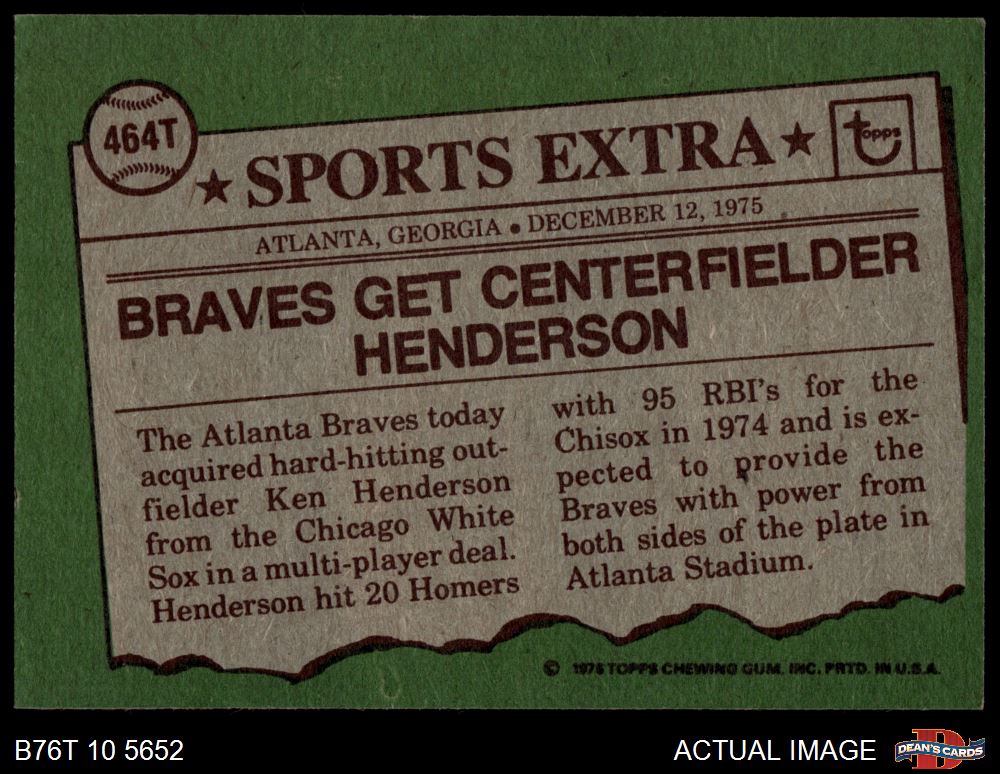 464T
★ SPORTS EXTRA ★
topps
ATLANTA, GEORGIA • DECEMBER 12, 1975
BRAVES GET CENTERFIELDER
HENDERSON
The Atlanta Braves today
acquired hard-hitting out-
fielder Ken Henderson
from the Chicago White
Sox in a multi-player deal.
Henderson hit 20 Homers
with 95 RBI's for the
Chisox in 1974 and is ex-
pected to provide the
Braves with power from
both sides of the plate in
Atlanta Stadium.
© 1976 TOPPS CHEWING GUM, INC. PRTD. IN U.S.A.
B76T 10 5652
ACTUAL IMAGE
DEAN'S CARDS